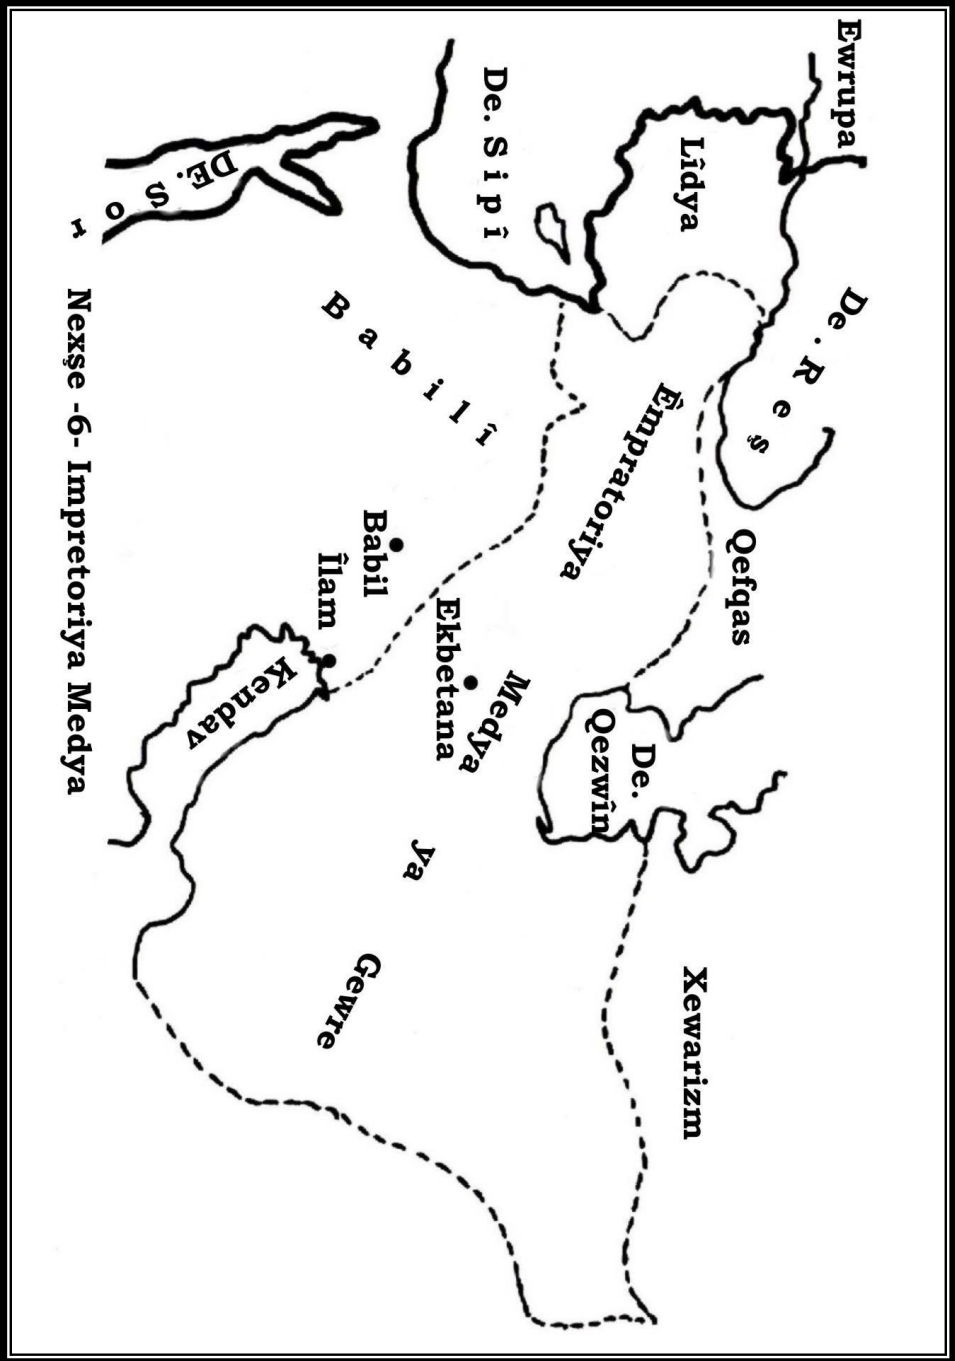 Ewrupa
De. Reş
Lîdya
De. Sipî
DE. Sor
Babilî
Êmpratoriya
Medya
ya
Gewre
Qefqas
De.
Qezwîn
Xewarizm
Babil
Îlam
Ekbetana
Kendav
Nexşe -6- Impretoriya Medya